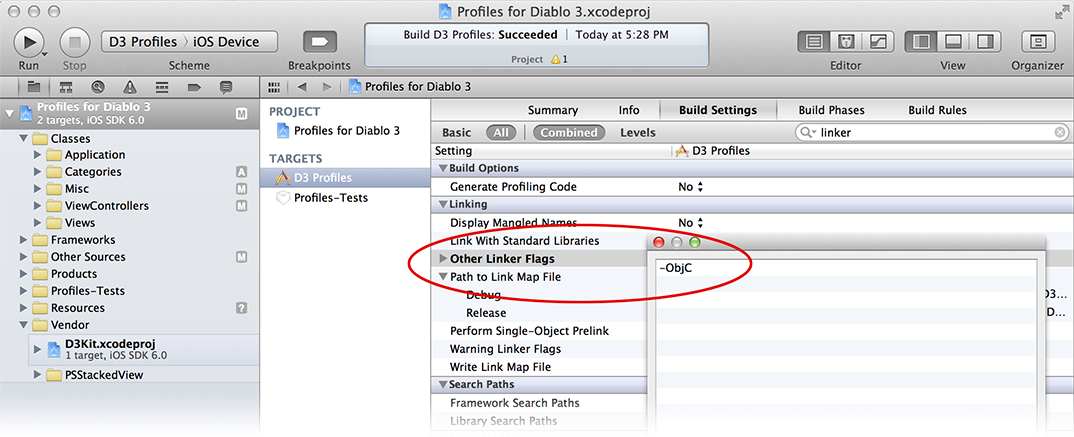 Profiles for Diablo 3.xcodeproj
D3 Profiles iOS Device
Build D3 Profiles: Succeeded Today at 5:28 PM
Project 1
Run Stop Scheme Breakpoints Editor View Organizer
Profiles for Diablo 3
Profiles for Diablo 3 M
2 targets, iOS SDK 6.0
Classes
Application
Categories A
Misc M
ViewControllers M
Views
Frameworks
Other Sources
Products
Profiles-Tests
Resources ?
Vendor
D3Kit.xcodeproj
1 target, iOS SDK 6.0
PSStackedView
PROJECT
Profiles for Diablo 3
TARGETS
D3 Profiles
Profiles-Tests
Summary Info Build Settings Build Phases Build Rules
Basic All Combined Levels linker
Setting D3 Profiles
Build Options
Generate Profiling Code No
Linking
Display Mangled Names No
Link With Standard Libraries
Other Linker Flags
Path to Link Map File
Debug D3...
Release D...
Perform Single-Object Prelink
Warning Linker Flags
Write Link Map File
Search Paths
Framework Search Paths
Library Search Paths
-ObjC